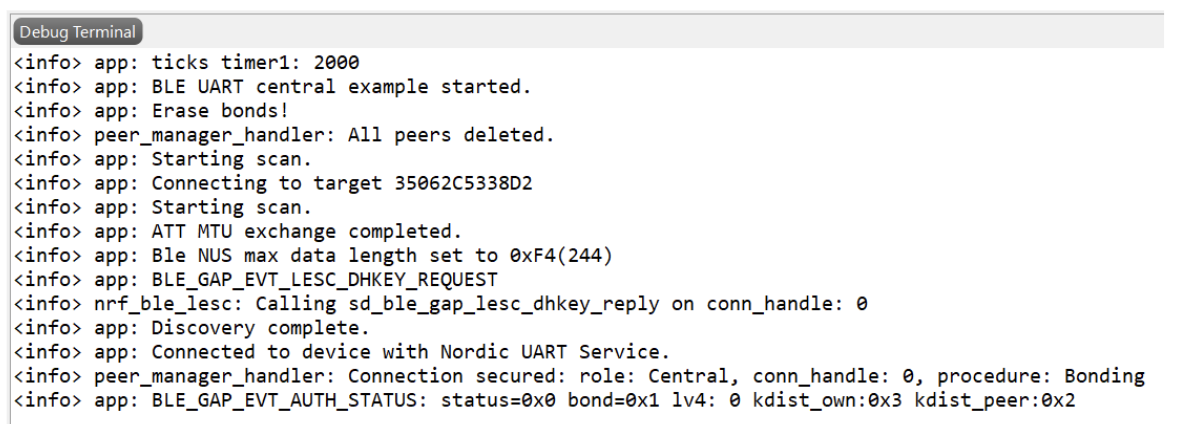 Debug Terminal
<info> app: ticks timer1: 2000
<info> app: BLE UART central example started.
<info> app: Erase bonds!
<info> peer_manager_handler: All peers deleted.
<info> app: Starting scan.
<info> app: Connecting to target 35062C5338D2
<info> app: Starting scan.
<info> app: ATT MTU exchange completed.
<info> app: Ble NUS max data length set to 0xF4(244)
<info> app: BLE_GAP_EVT_LESC_DHKEY_REQUEST
<info> nrf_ble_lesc: Calling sd_ble_gap_lesc_dhkey_reply on conn_handle: 0
<info> app: Discovery complete.
<info> app: Connected to device with Nordic UART Service.
<info> peer_manager_handler: Connection secured: role: Central, conn_handle: 0, procedure: Bonding
<info> app: BLE_GAP_EVT_AUTH_STATUS: status=0x0 bond=0x1 lv4: 0 kdist_own:0x3 kdist_peer:0x2